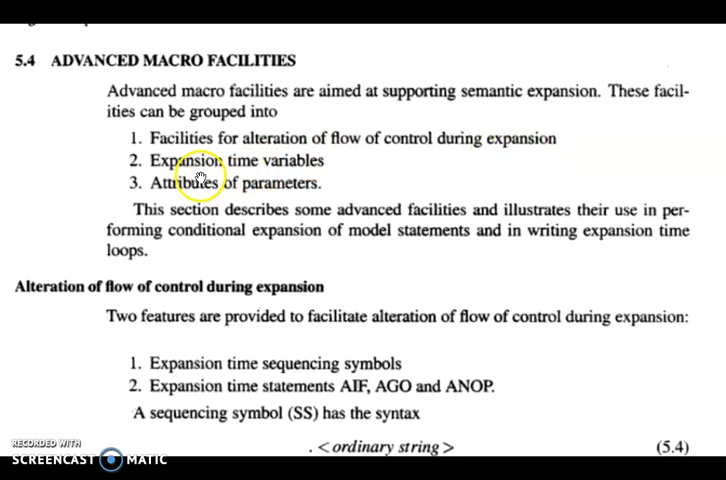 5.4 ADVANCED MACRO FACILITIES
Advanced macro facilities are aimed at supporting semantic expansion. These facil-
ities can be grouped into
1. Facilities for alteration of flow of control during expansion
2. Expansion time variables
3. Attributes of parameters.
This section describes some advanced facilities and illustrates their use in per-
forming conditional expansion of model statements and in writing expansion time
loops.
Alteration of flow of control during expansion
Two features are provided to facilitate alteration of flow of control during expansion:
1. Expansion time sequencing symbols
2. Expansion time statements AIF, AGO and ANOP.
A sequencing symbol (SS) has the syntax
. <ordinary string> (5.4)
RECORDED WITH
SCREENCAST MATIC